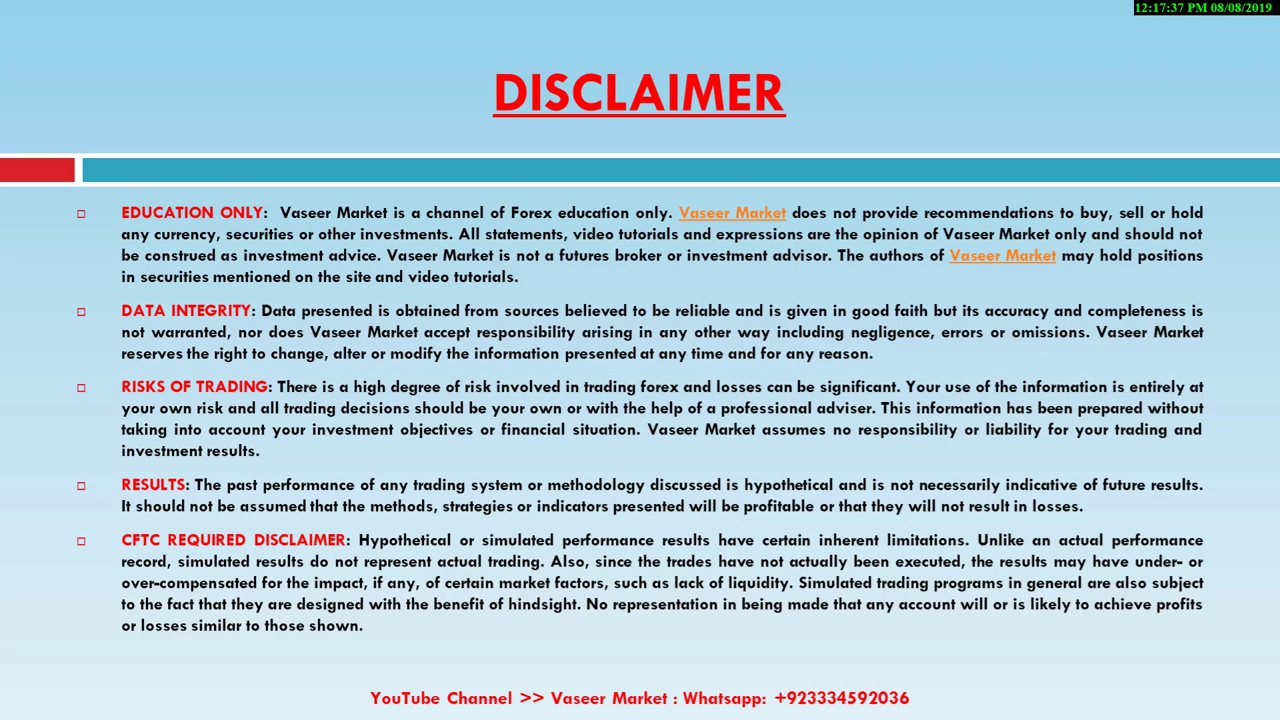 12:17:37 PM 08/08/2019
DISCLAIMER
EDUCATION ONLY: Vaseer Market is a channel of Forex education only. Vaseer Market does not provide recommendations to buy, sell or hold
any currency, securities or other investments. All statements, video tutorials and expressions are the opinion of Vaseer Market only and should not
be construed as investment advice. Vaseer Market is not a futures broker or investment advisor. The authors of Vaseer Market may hold positions
in securities mentioned on the site and video tutorials.
DATA INTEGRITY: Data presented is obtained from sources believed to be reliable and is given in good faith but its accuracy and completeness is
not warranted, nor does Vaseer Market accept responsibility arising in any other way including negligence, errors or omissions. Vaseer Market
reserves the right to change, alter or modify the information presented at any time and for any reason.
RISKS OF TRADING: There is a high degree of risk involved in trading forex and losses can be significant. Your use of the information is entirely at
your own risk and all trading decisions should be your own or with the help of a professional adviser. This information has been prepared without
taking into account your investment objectives or financial situation. Vaseer Market assumes no responsibility or liability for your trading and
investment results.
RESULTS: The past performance of any trading system or methodology discussed is hypothetical and is not necessarily indicative of future results.
It should not be assumed that the methods, strategies or indicators presented will be profitable or that they will not result in losses.
CFTC REQUIRED DISCLAIMER: Hypothetical or simulated performance results have certain inherent limitations. Unlike an actual performance
record, simulated results do not represent actual trading. Also, since the trades have not actually been executed, the results may have under- or
over-compensated for the impact, if any, of certain market factors, such as lack of liquidity. Simulated trading programs in general are also subject
to the fact that they are designed with the benefit of hindsight. No representation in being made that any account will or is likely to achieve profits
or losses similar to those shown.
YouTube Channel >> Vaseer Market : Whatsapp: +923334592036